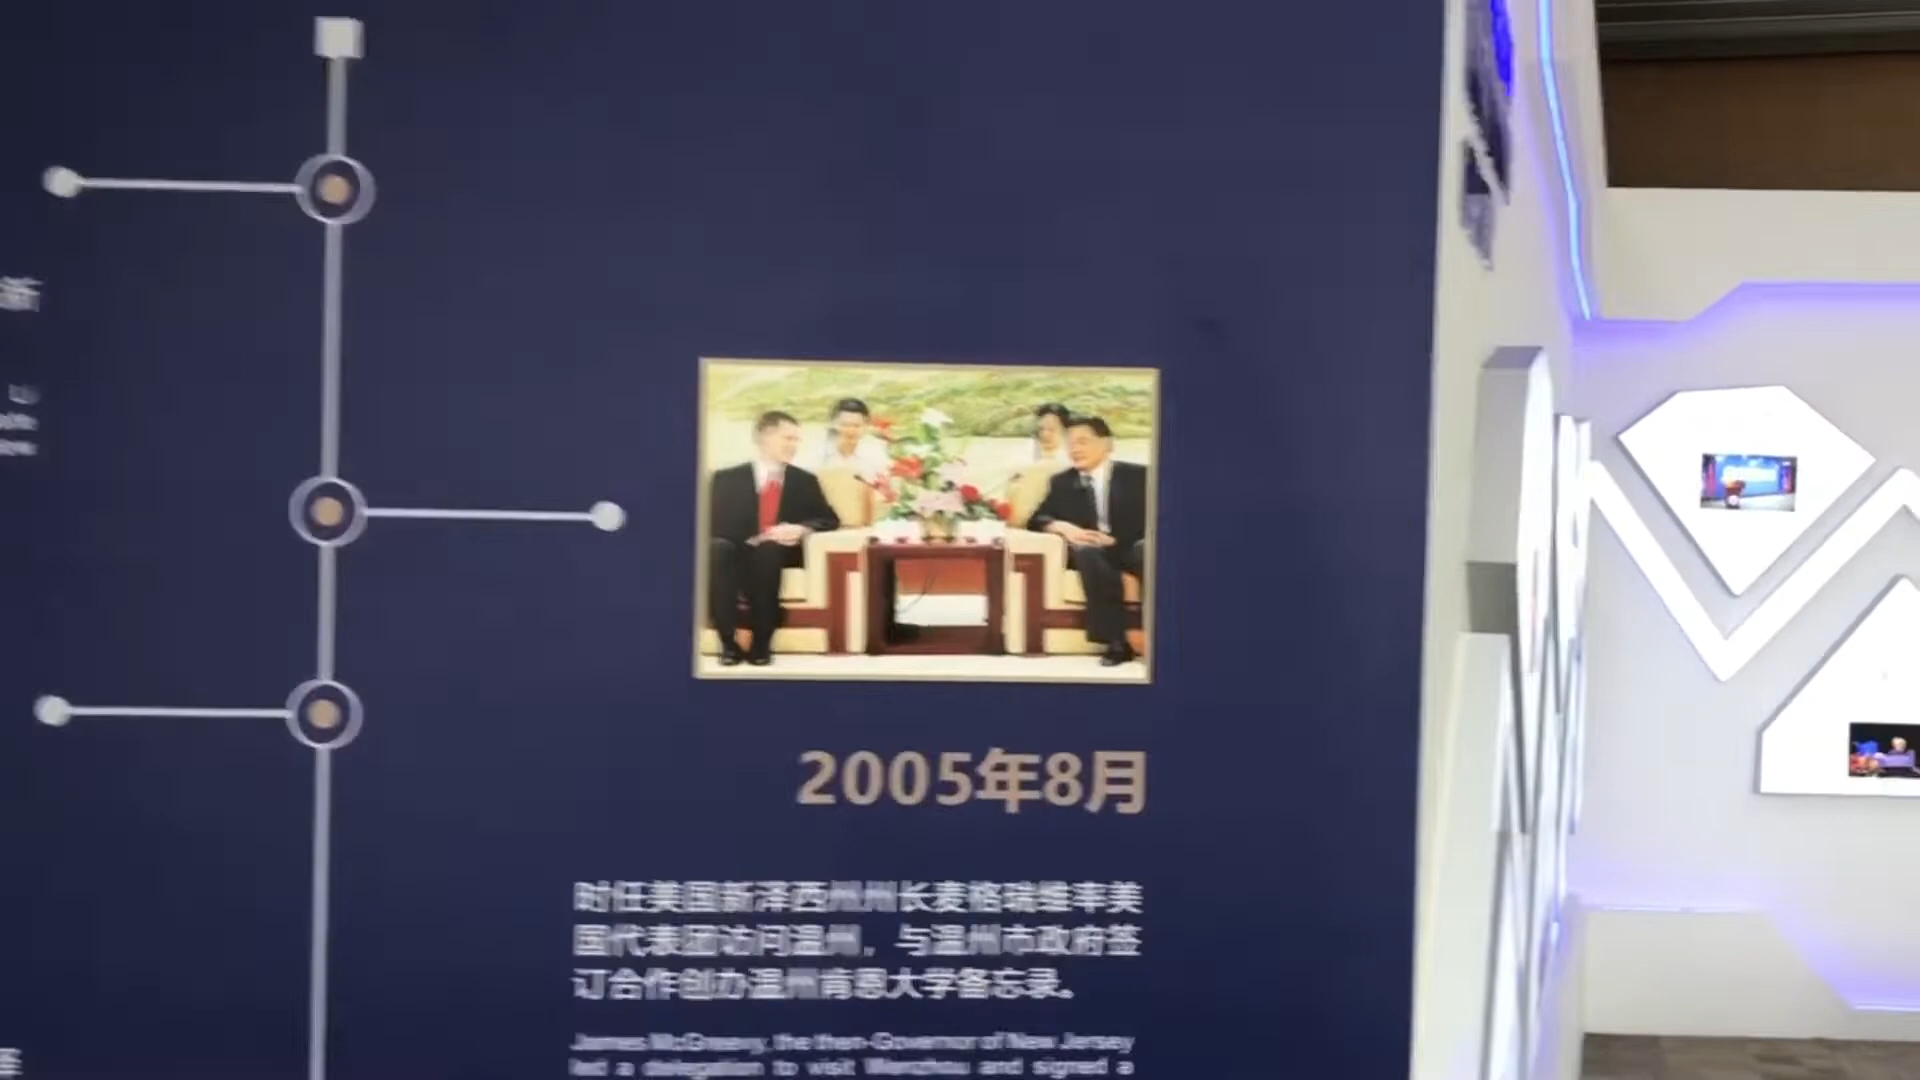 新
2005年8月
时任美国新泽西州州长麦格瑞维率美
国代表团访问温州，与温州市政府签
订合作创办温州肯恩大学备忘录。
James McGreevy, the then-Governor of New Jersey
led a delegation to visit Wenzhou and signed a